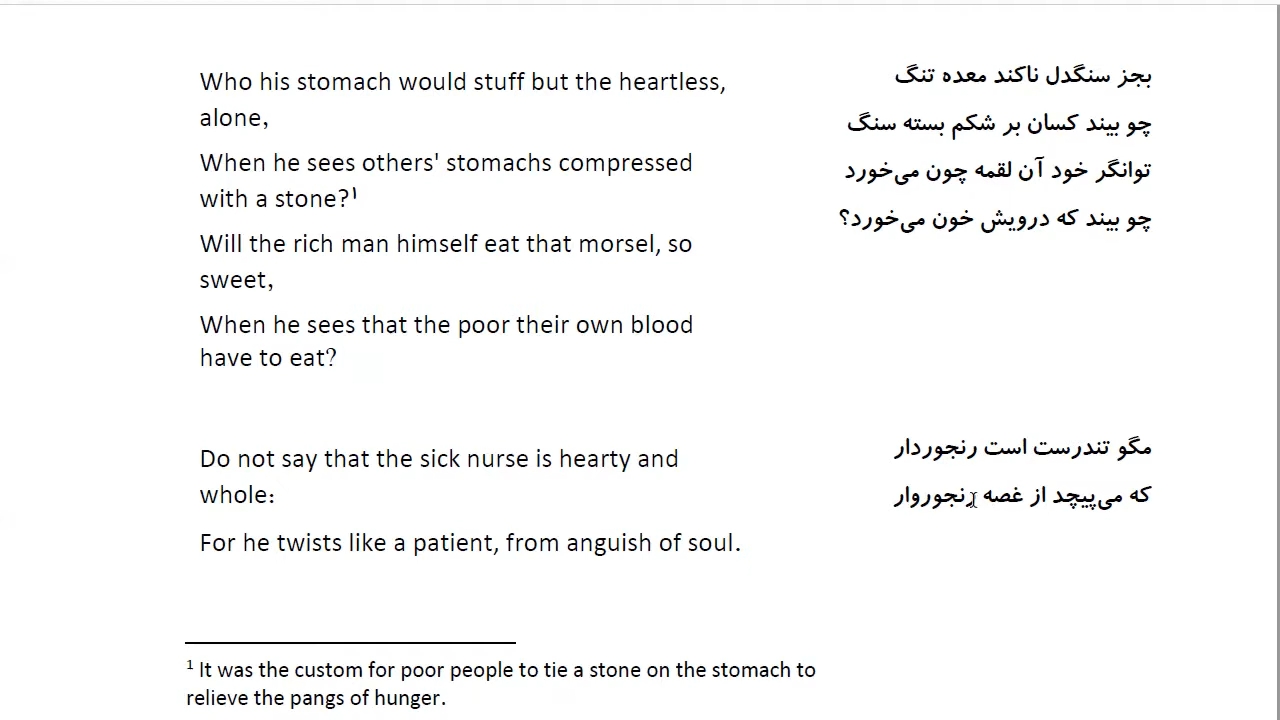 Who his stomach would stuff but the heartless,
alone,
When he sees others' stomachs compressed
with a stone?۱
Will the rich man himself eat that morsel, so
sweet,
When he sees that the poor their own blood
have to eat?
بجز سنگدل ناکند معده تنگ
چو بیند کسان بر شکم بسته سنگ
توانگر خود آن لقمه چون می‌خورد
چو بیند که درویش خون می‌خورد؟
Do not say that the sick nurse is hearty and
whole:
For he twists like a patient, from anguish of soul.
مگو تندرست است رنجوردار
که می‌پیچد از غصه رنجوروار
1 It was the custom for poor people to tie a stone on the stomach to
relieve the pangs of hunger.